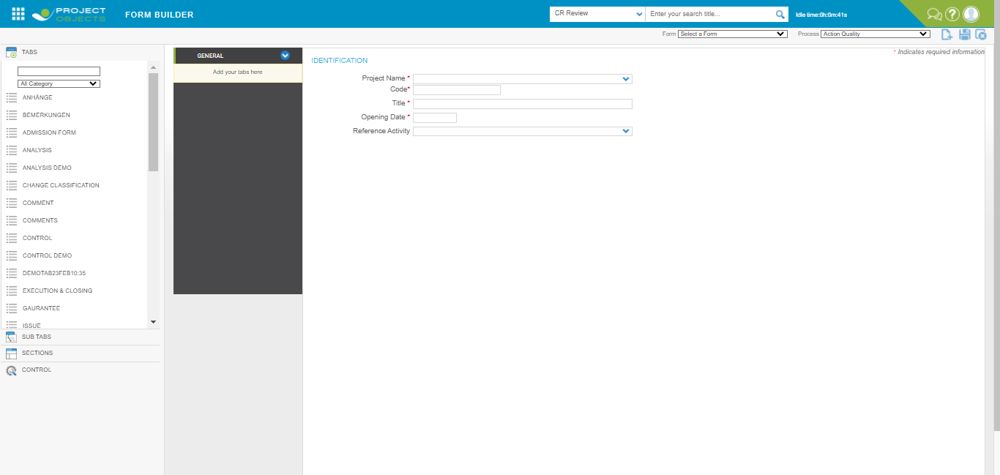 PROJECT
OBJECTS
FORM BUILDER
CR Review
Enter your search title...
Idle time:0h:0m:41s
?
Form Select a Form
Process Action Quality
TABS
All Category
ANHÄNGE
BEMERKUNGEN
ADMISSION FORM
ANALYSIS
ANALYSIS DEMO
CHANGE CLASSIFICATION
COMMENT
COMMENTS
CONTROL
CONTROL DEMO
DEMOTAB23FEB10:35
EXECUTION & CLOSING
GAURANTEE
ISSUE
SUB TABS
SECTIONS
CONTROL
GENERAL
Add your tabs here
* Indicates required information
IDENTIFICATION
Project Name *
Code*
Title *
Opening Date *
Reference Activity